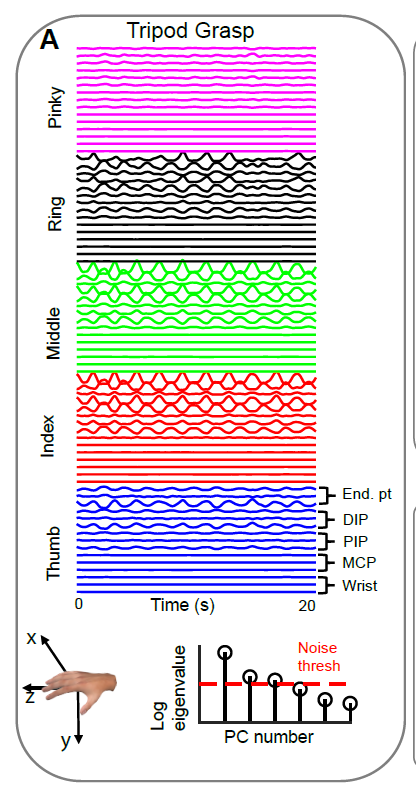 A
Tripod Grasp
Pinky
Ring
Middle
Index
Thumb
End. pt
DIP
PIP
MCP
Wrist
0
Time (s)
20
x
z
y
Log
eigenvalue
Noise
thresh
PC number